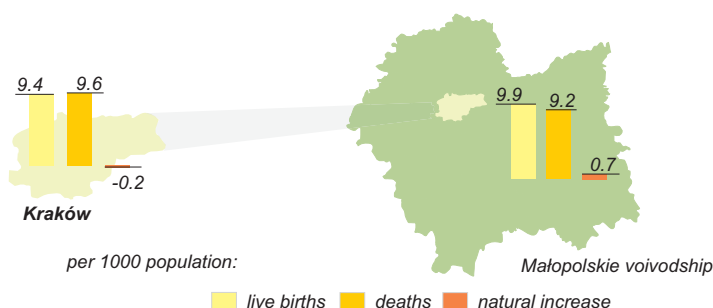 9.4
9.6
-0.2
Kraków
9.9
9.2
0.7
per 1000 population:
Małopolskie voivodship
live births
deaths
natural increase